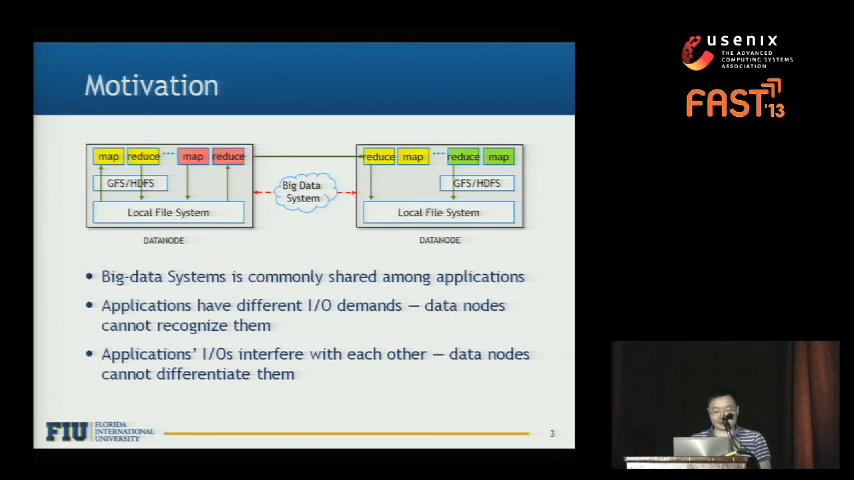 Motivation
map reduce map reduce
GFS/HDFS
Local File System
DATANODE
Big Data
System
reduce map reduce map
GFS/HDFS
Local File System
DATANODE
• Big-data Systems is commonly shared among applications
• Applications have different I/O demands — data nodes
cannot recognize them
• Applications' I/Os interfere with each other — data nodes
cannot differentiate them
FIU FLORIDA
INTERNATIONAL
UNIVERSITY
3
usenix
THE ADVANCED
COMPUTING SYSTEMS
ASSOCIATION
FAST '13